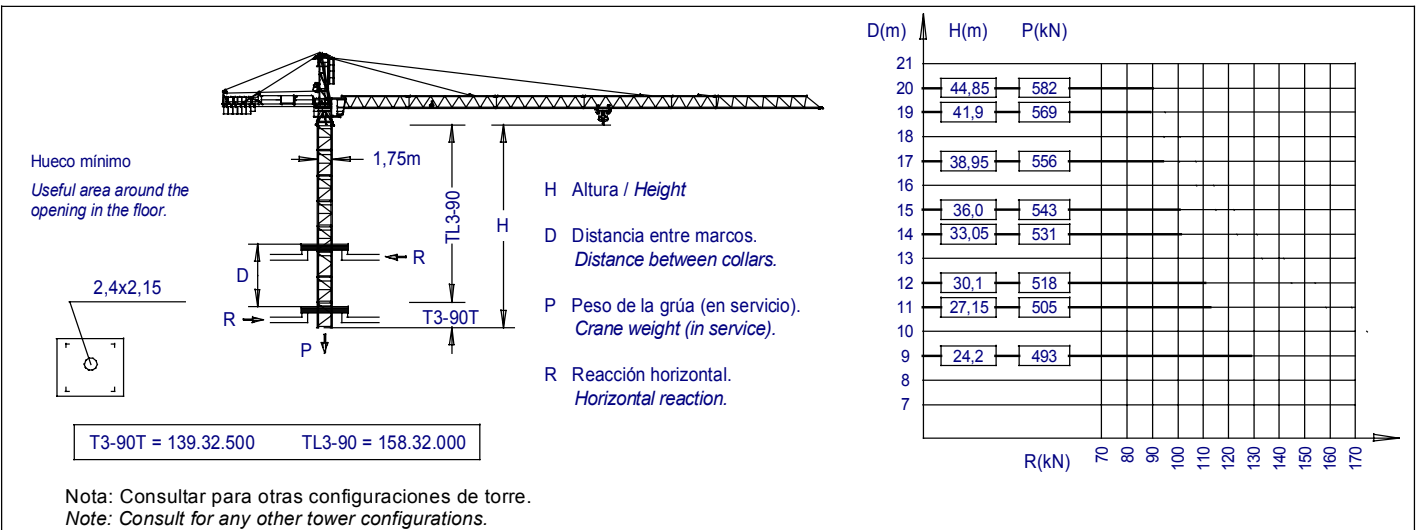 Hueco mínimo
Useful area around the
opening in the floor.
2,4x2,15
1,75m
TL3-90
H
D
R
R
T3-90T
P
H Altura / Height
D Distancia entre marcos.
Distance between collars.
P Peso de la grúa (en servicio).
Crane weight (in service).
R Reacción horizontal.
Horizontal reaction.
T3-90T = 139.32.500 TL3-90 = 158.32.000
Nota: Consultar para otras configuraciones de torre.
Note: Consult for any other tower configurations.
D(m) H(m) P(kN)
21
20 44,85 582
19 41,9 569
18
17 38,95 556
16
15 36,0 543
14 33,05 531
13
12 30,1 518
11 27,15 505
10
9 24,2 493
8
7
R(kN) 70 80 90 100 110 120 130 140 150 160 170